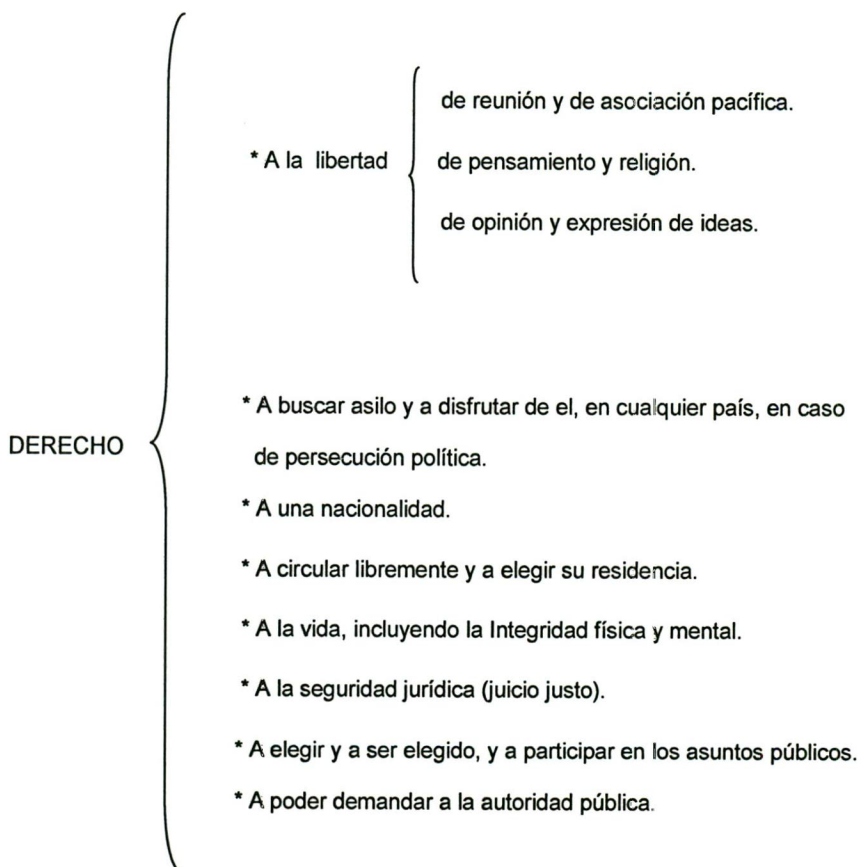 de reunión y de asociación pacífica.
* A la libertad
de pensamiento y religión.
de opinión y expresión de ideas.
* A buscar asilo y a disfrutar de el, en cualquier país, en caso
DERECHO
de persecución política.
* A una nacionalidad.
* A circular libremente y a elegir su residencia.
* A la vida, incluyendo la Integridad física y mental.
* A la seguridad jurídica (juicio justo).
* A elegir y a ser elegido, y a participar en los asuntos públicos.
* A poder demandar a la autoridad pública.